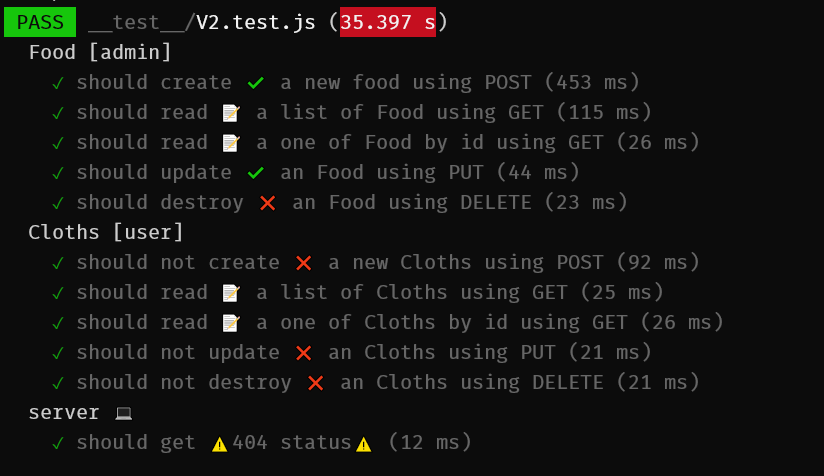 PASS __test__/V2.test.js (35.397 s)
Food [admin]
✓ should create ✔ a new food using POST (453 ms)
✓ should read 📝 a list of Food using GET (115 ms)
✓ should read 📝 a one of Food by id using GET (26 ms)
✓ should update ✔ an Food using PUT (44 ms)
✓ should destroy ❌ an Food using DELETE (23 ms)
Cloths [user]
✓ should not create ❌ a new Cloths using POST (92 ms)
✓ should read 📝 a list of Cloths using GET (25 ms)
✓ should read 📝 a one of Cloths by id using GET (26 ms)
✓ should not update ❌ an Cloths using PUT (21 ms)
✓ should not destroy ❌ an Cloths using DELETE (21 ms)
server 💻
✓ should get ⚠️404 status⚠️ (12 ms)